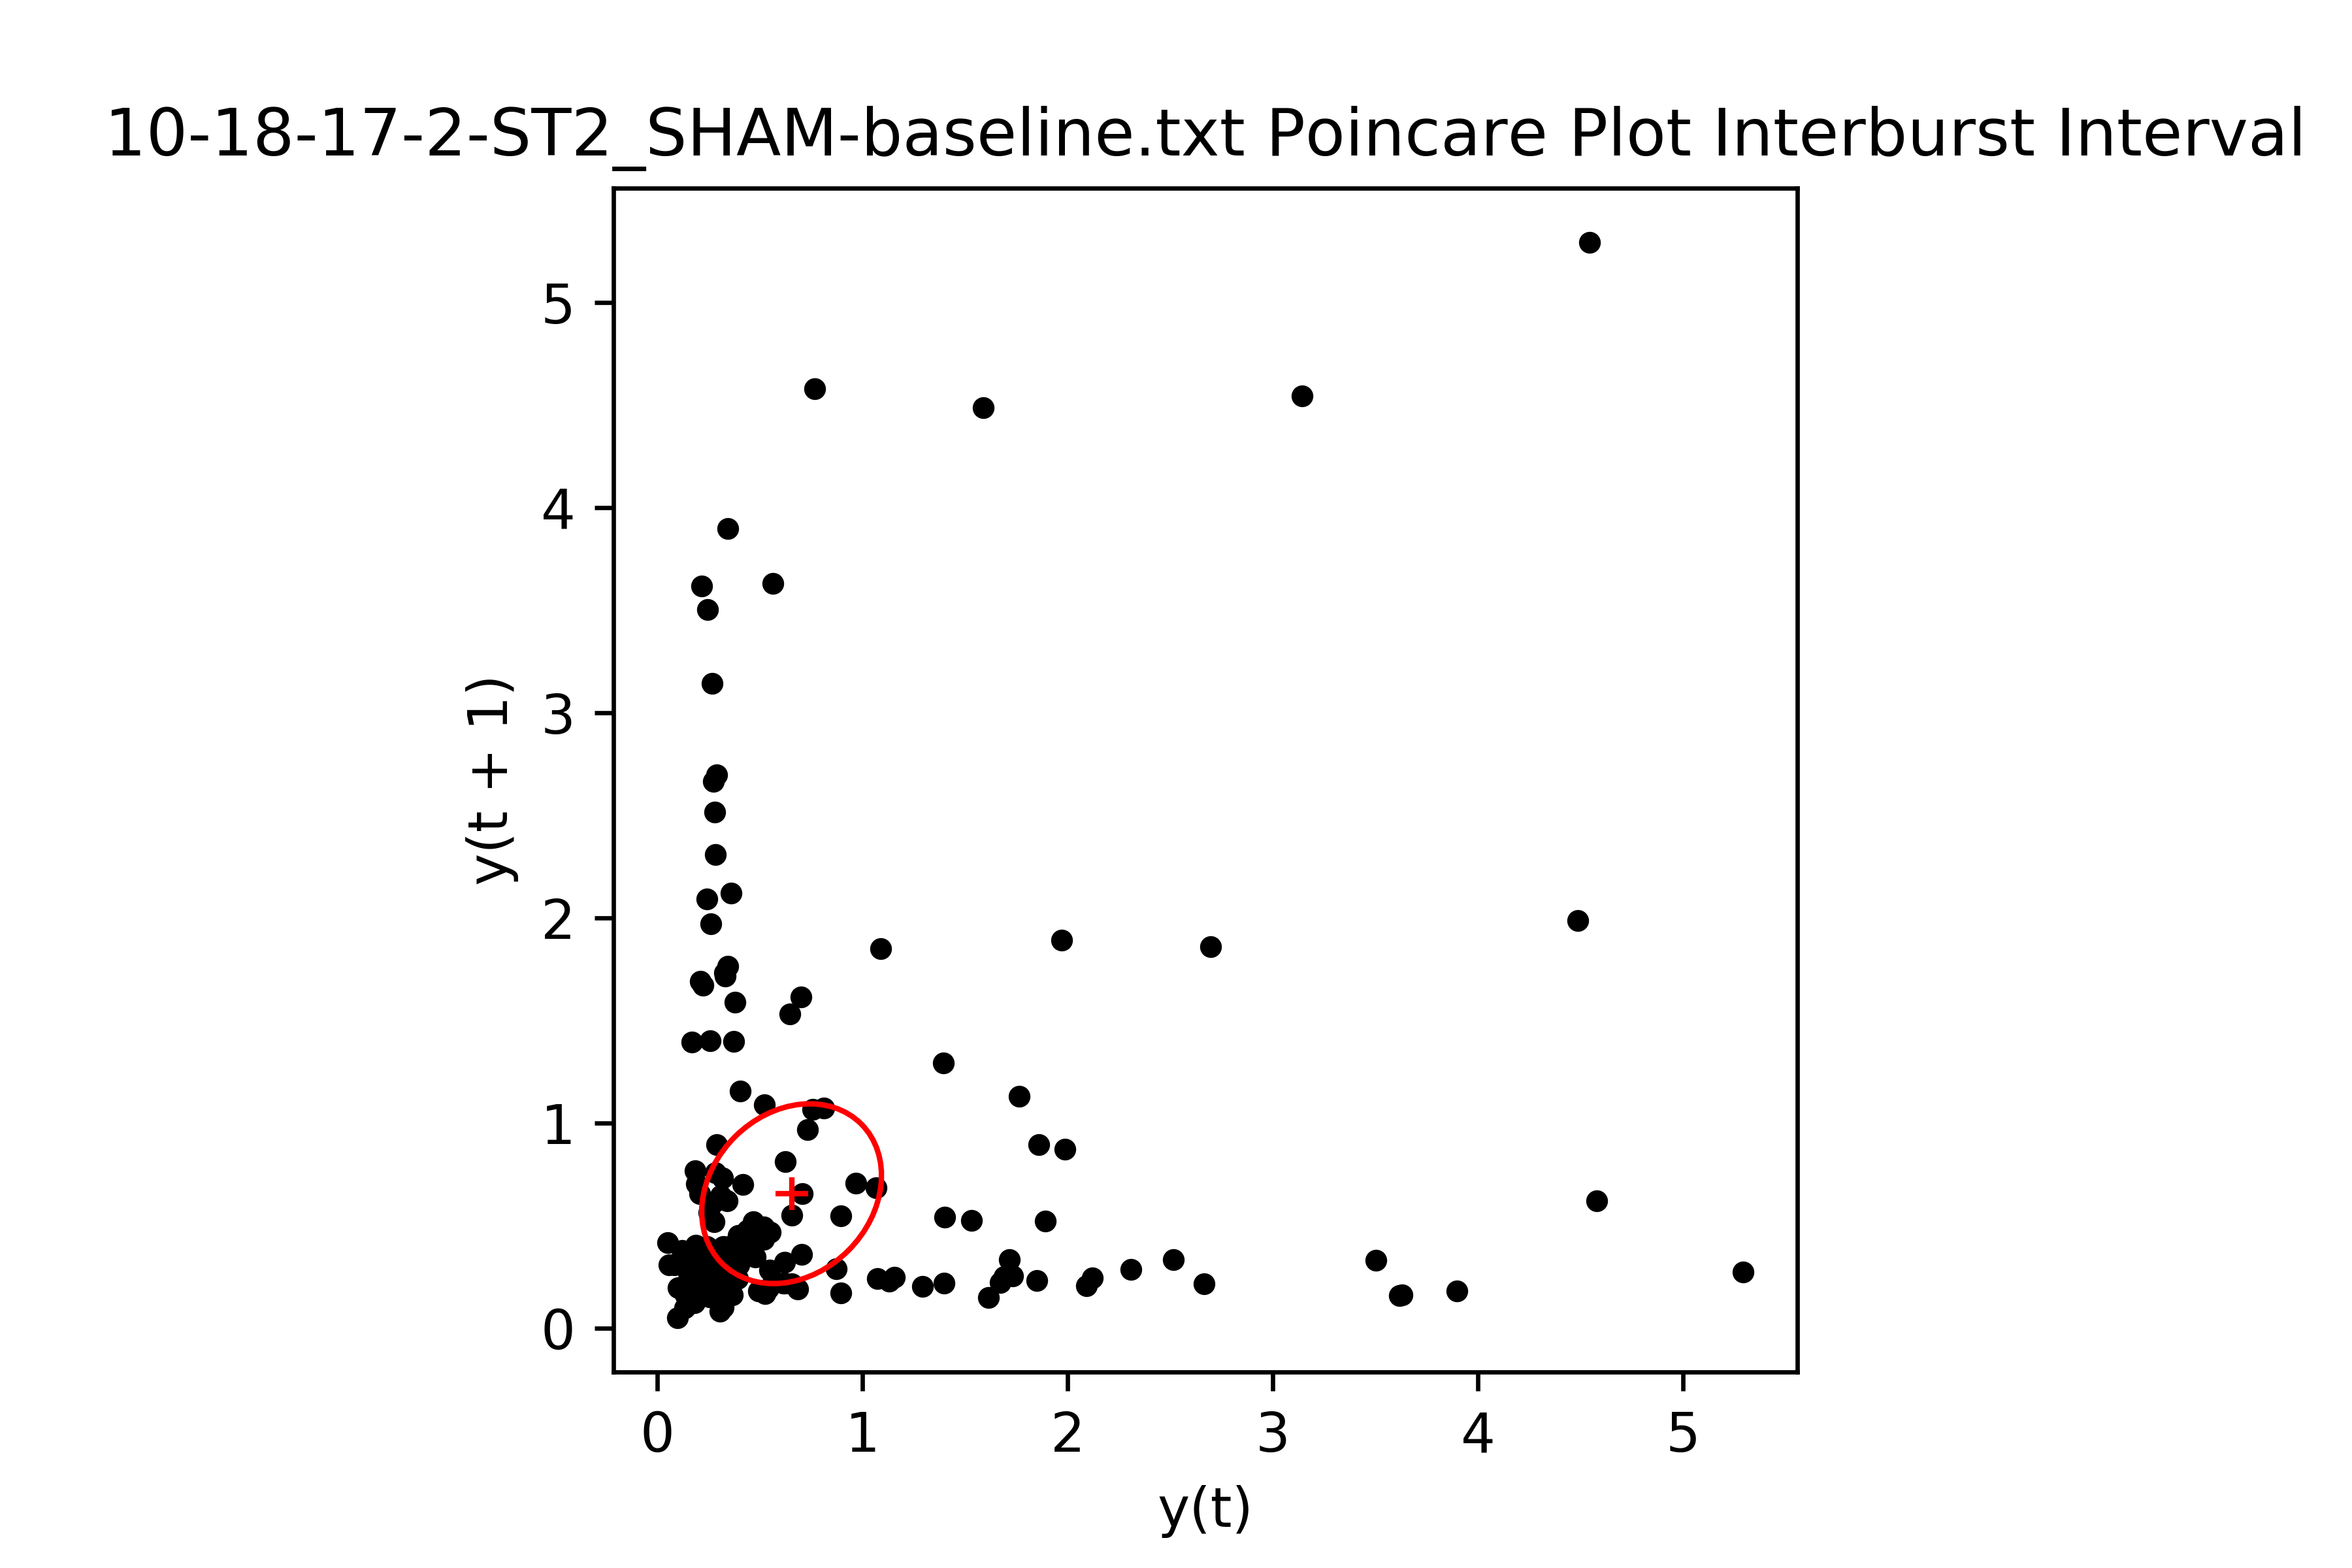 10-18-17-2-ST2_SHAM-baseline.txt Poincare Plot Interburst Interval
5
4
3
2
1
0
y(t + 1)
0 1 2 3 4 5
y(t)